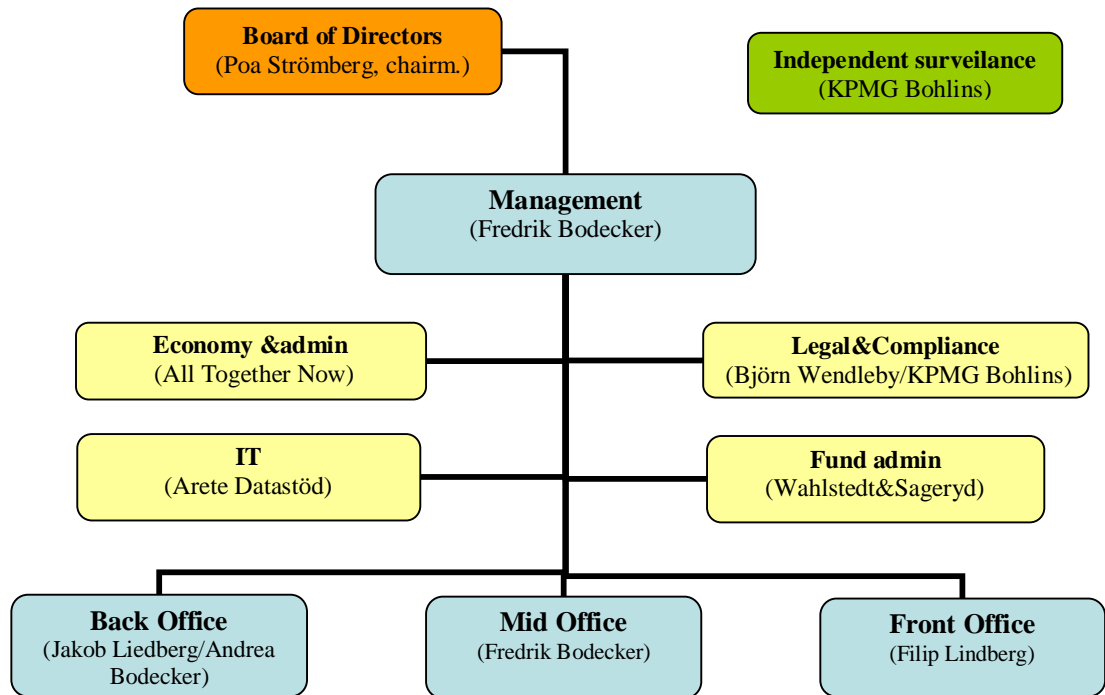 Board of Directors
(Poa Strömberg, chairm.)
Independent surveilance
(KPMG Bohlins)
Management
(Fredrik Bodecker)
Economy &admin
(All Together Now)
Legal&Compliance
(Björn Wendleby/KPMG Bohlins)
IT
(Arete Datastöd)
Fund admin
(Wahlstedt&Sageryd)
Back Office
(Jakob Liedberg/Andrea
Bodecker)
Mid Office
(Fredrik Bodecker)
Front Office
(Filip Lindberg)